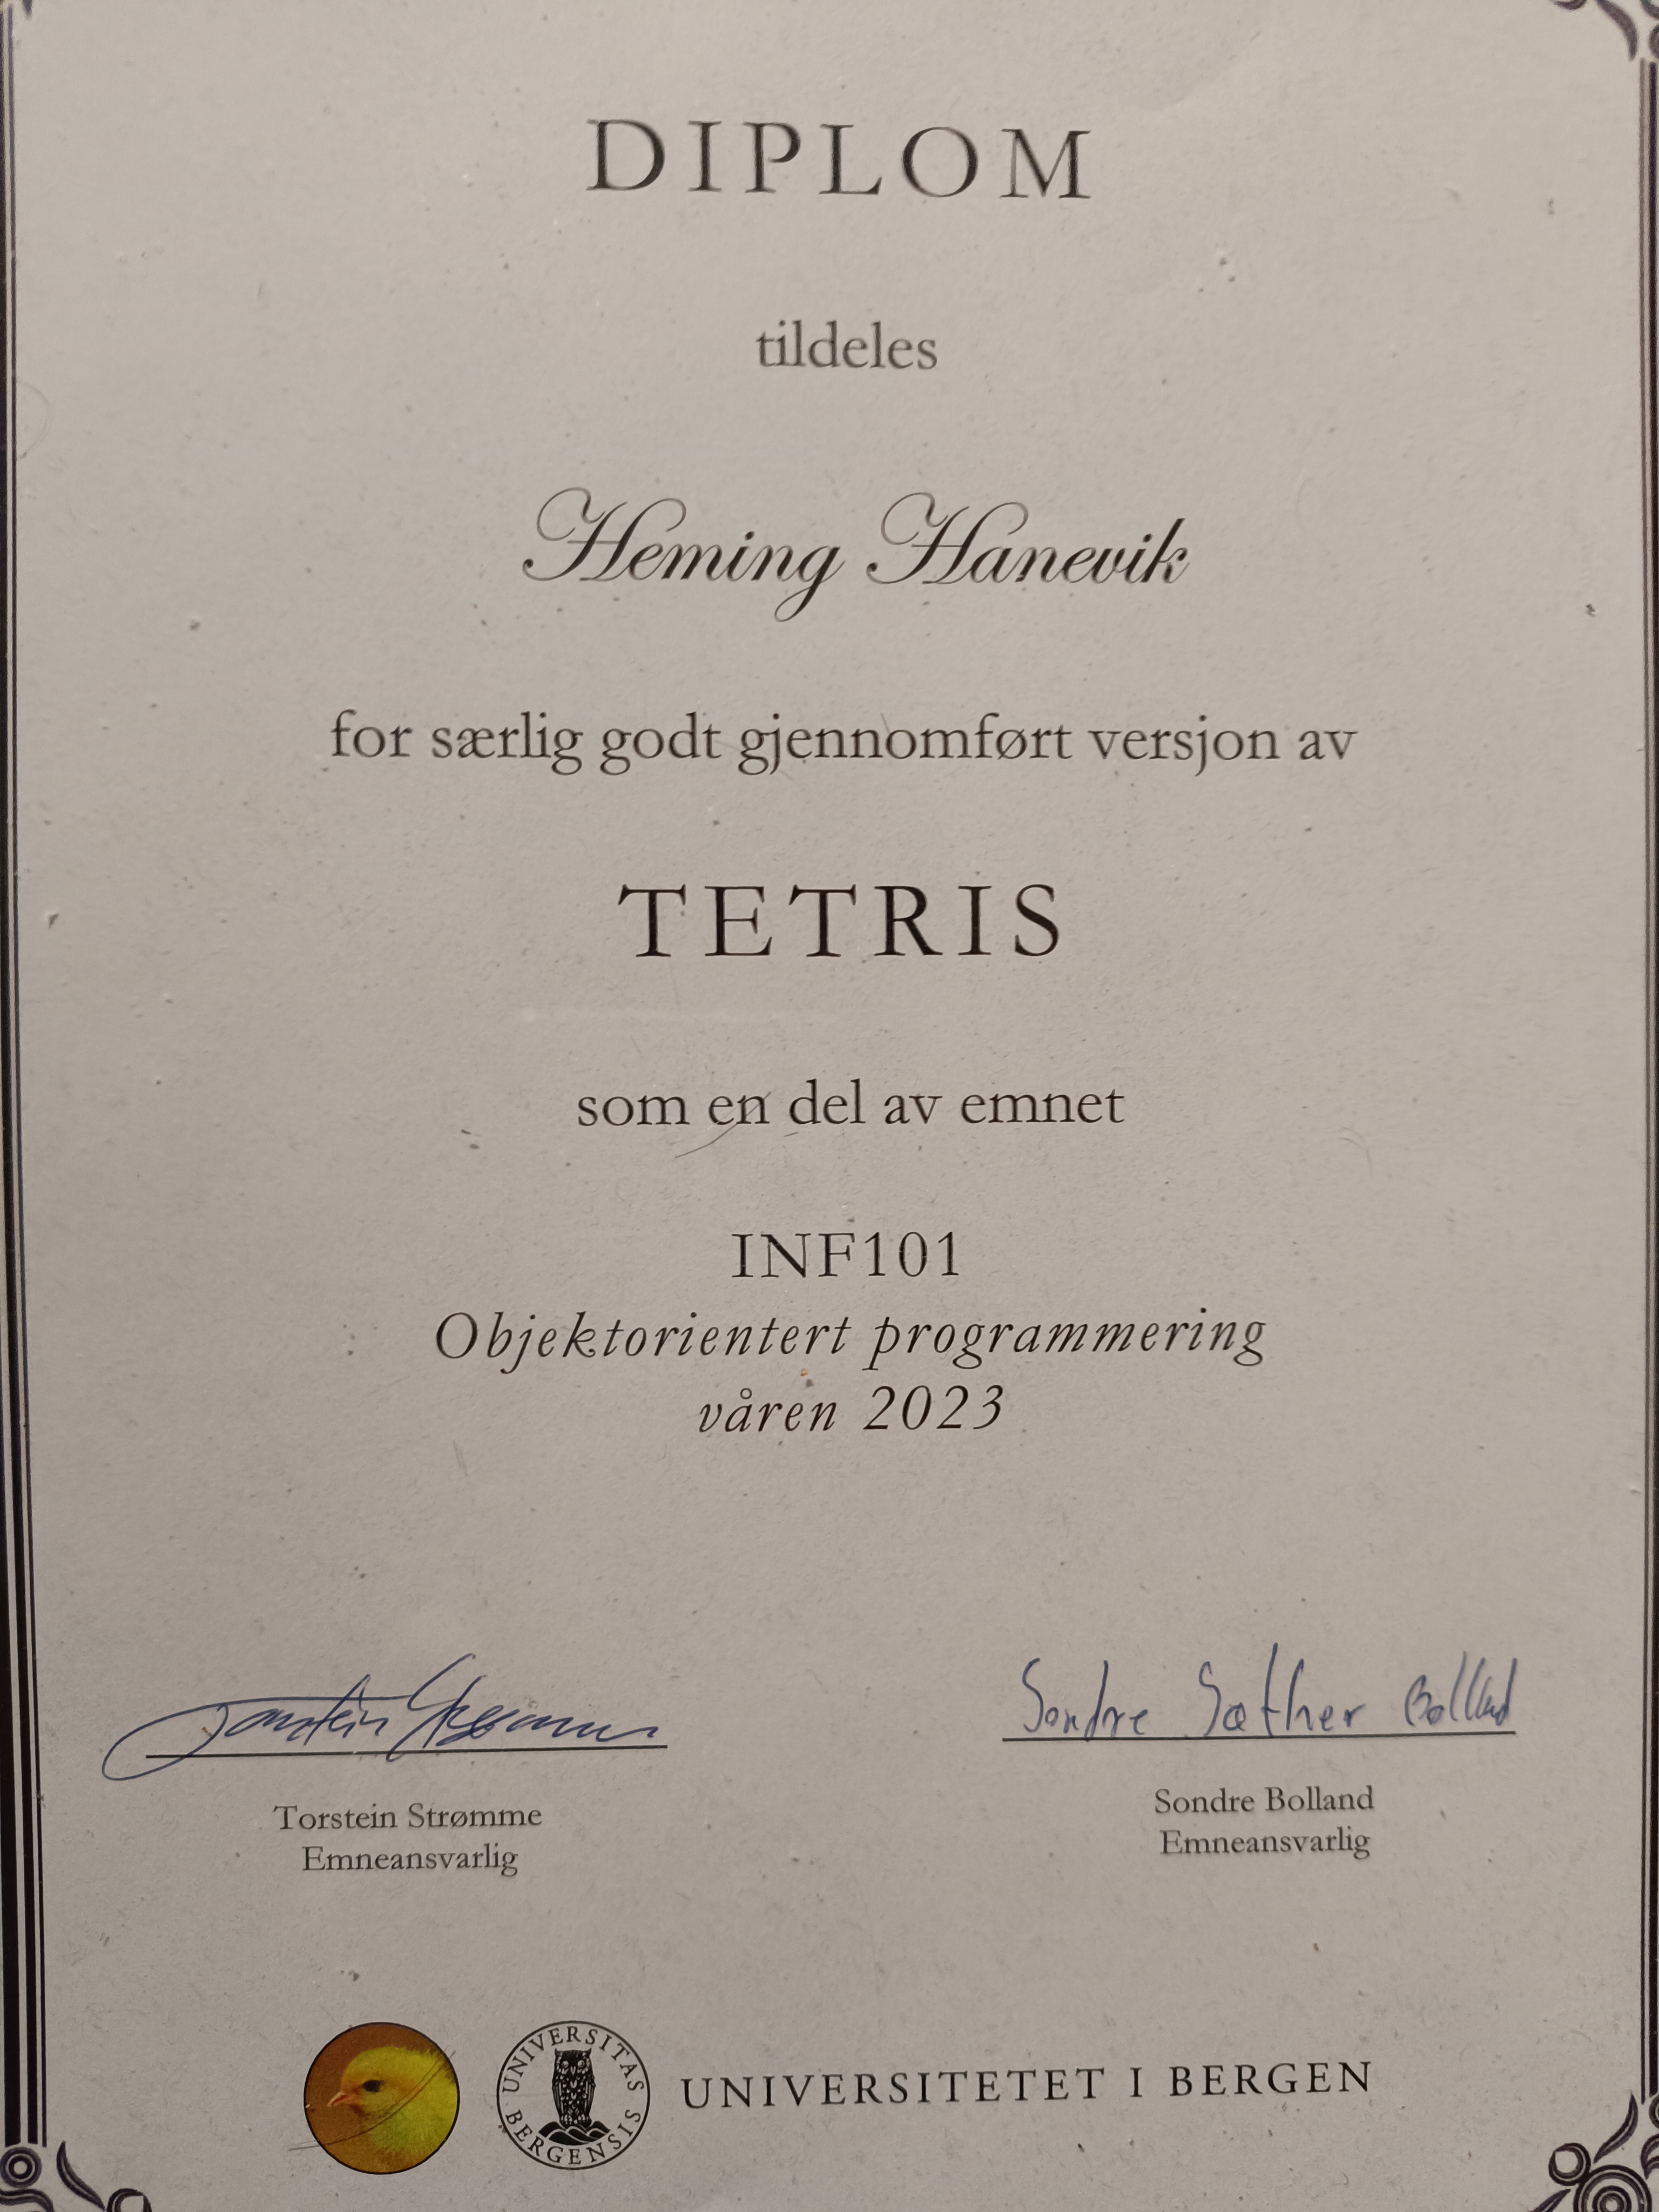 DIPLOM
tildeles
Heming Hanevik
for særlig godt gjennomført versjon av
TETRIS
som en del av emnet
INF101
Objektorientert programmering
våren 2023
Torstein Strømme
Sondre Sæther Bolland
Torstein Strømme
Emneansvarlig
Sondre Bolland
Emneansvarlig
UNIVERSITAS BERGENSIS
UNIVERSITETET I BERGEN